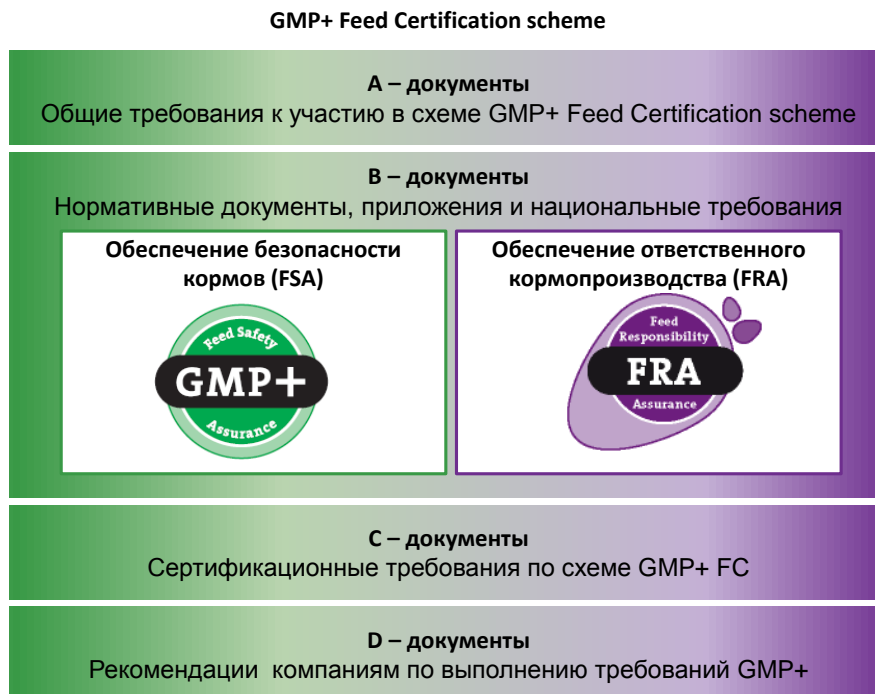 GMP+ Feed Certification scheme
A – документы
Общие требования к участию в схеме GMP+ Feed Certification scheme
B – документы
Нормативные документы, приложения и национальные требования
Обеспечение безопасности
кормов (FSA)
Feed Safety
GMP+
Assurance
Обеспечение ответственного
кормопроизводства (FRA)
Feed
Responsibility
FRA
Assurance
C – документы
Сертификационные требования по схеме GMP+ FC
D – документы
Рекомендации  компаниям по выполнению требований GMP+